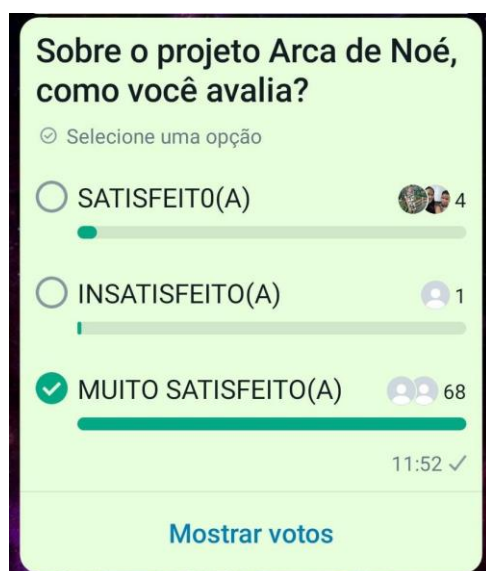 Sobre o projeto Arca de Noé,
como você avalia?
Selecione uma opção
SATISFEIT0(A) 4
INSATISFEITO(A) 1
MUITO SATISFEITO(A) 68
11:52
Mostrar votos